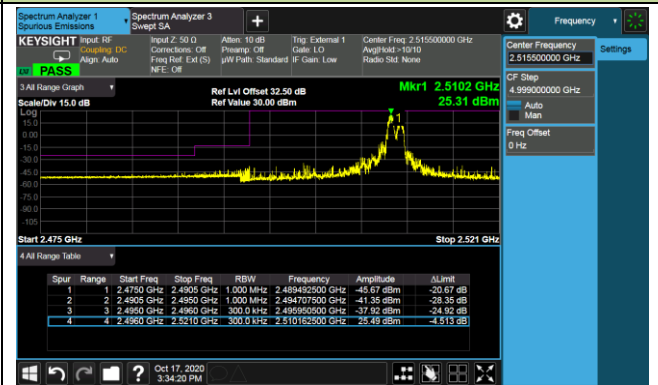 Spectrum Analyzer 1
Spurious Emissions
Spectrum Analyzer 3
Swept SA
Frequency
KEYSIGHT
Input: RF
Coupling: DC
Align: Auto
Input Z: 50 Ω
Corrections: Off
Freq Ref: Ext (S)
NFE: Off
Atten: 10 dB
Preamp: Off
µW Path: Standard
Trig: External 1
Gate: LO
IF Gain: Low
Center Freq: 2.515500000 GHz
Avg|Hold:>10/10
Radio Std: None
PASS
Center Frequency
2.515500000 GHz
Settings
CF Step
4.999000000 GHz
Auto
Man
Freq Offset
0 Hz
3 All Range Graph
Scale/Div 15.0 dB
Ref Lvl Offset 32.50 dB
Ref Value 30.00 dBm
Mkr1 2.5102 GHz
25.31 dBm
Log
15.0
0.00
-15.0
-30.0
-45.0
-60.0
-75.0
-90.0
-105
1
Start 2.475 GHz
Stop 2.521 GHz
4 All Range Table
Spur Range Start Freq Stop Freq RBW Frequency Amplitude ΔLimit
1 1 2.4750 GHz 2.4905 GHz 1.000 MHz 2.489492500 GHz -45.67 dBm -20.67 dB
2 2 2.4905 GHz 2.4950 GHz 1.000 MHz 2.494707500 GHz -41.35 dBm -28.35 dB
3 3 2.4950 GHz 2.4960 GHz 300.0 kHz 2.495950500 GHz -37.92 dBm -24.92 dB
4 4 2.4960 GHz 2.5210 GHz 300.0 kHz 2.510162500 GHz 25.49 dBm -4.513 dB
Oct 17, 2020
3:34:20 PM